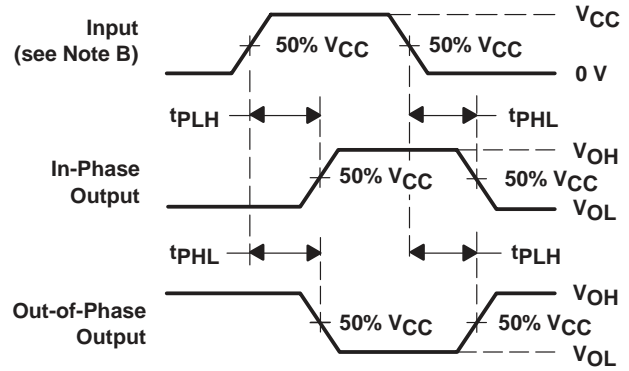 Input
(see Note B)
50% VCC
50% VCC
VCC
0 V
tPLH
tPHL
In-Phase
Output
50% VCC
50% VCC
VOH
VOL
tPHL
tPLH
Out-of-Phase
Output
50% VCC
50% VCC
VOH
VOL